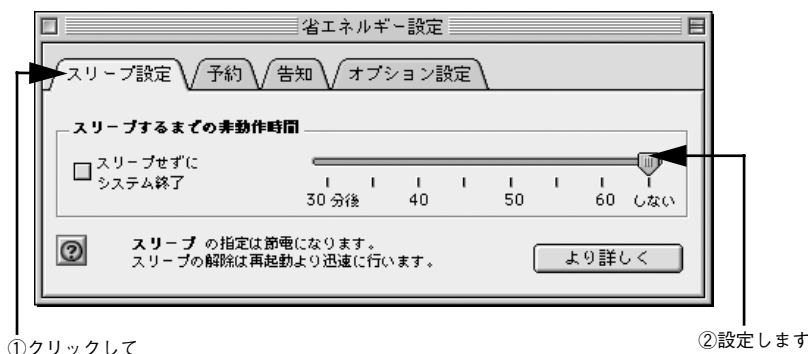 省エネルギー設定
スリープ設定 予約 告知 オプション設定
スリープするまでの非動作時間
スリープせずに
システム終了
30 分後 40 50 60 しない
スリープ の指定は節電になります。
スリープの解除は再起動より迅速に行います。
より詳しく
①クリックして
②設定します